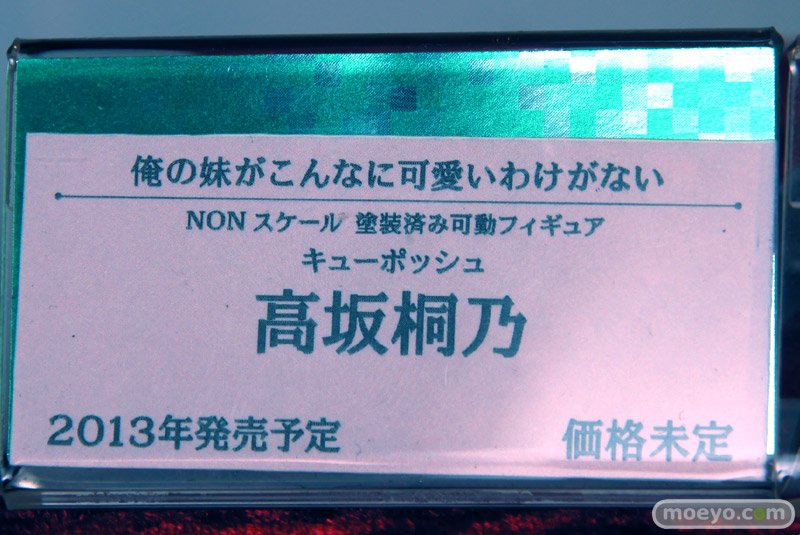 俺の妹がこんなに可愛いわけがない
NONスケール 塗装済み可動フィギュア
キューポッシュ
高坂桐乃
2013年発売予定
価格未定
moeyo.com